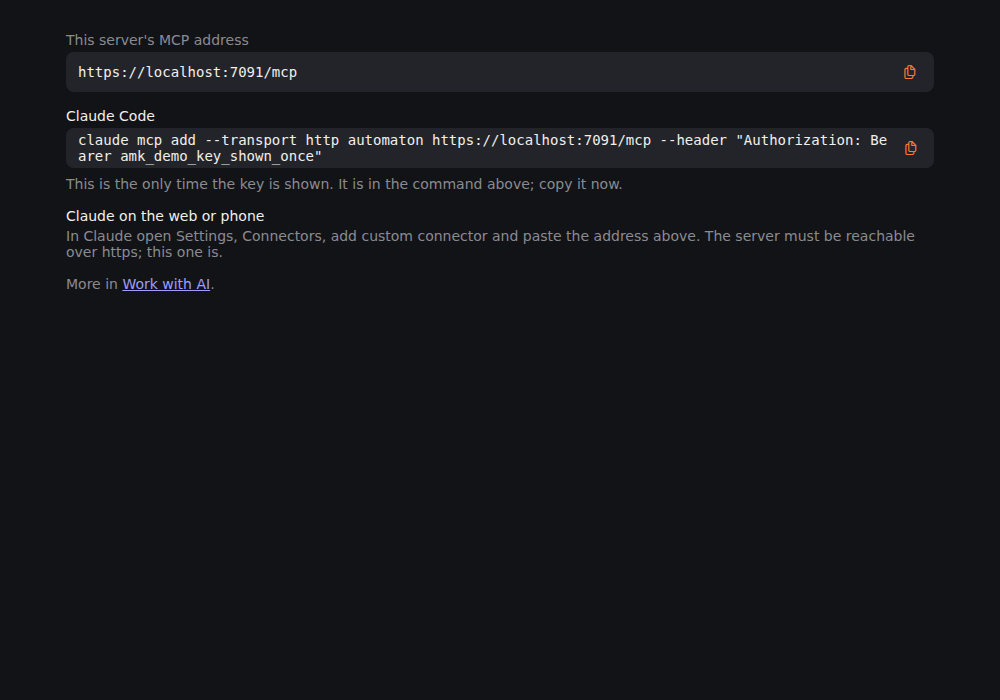 This server's MCP address
https://localhost:7091/mcp
Claude Code
claude mcp add --transport http automaton https://localhost:7091/mcp --header "Authorization: Be
arer amk_demo_key_shown_once"
This is the only time the key is shown. It is in the command above; copy it now.
Claude on the web or phone
In Claude open Settings, Connectors, add custom connector and paste the address above. The server must be reachable
over https; this one is.
More in Work with AI.